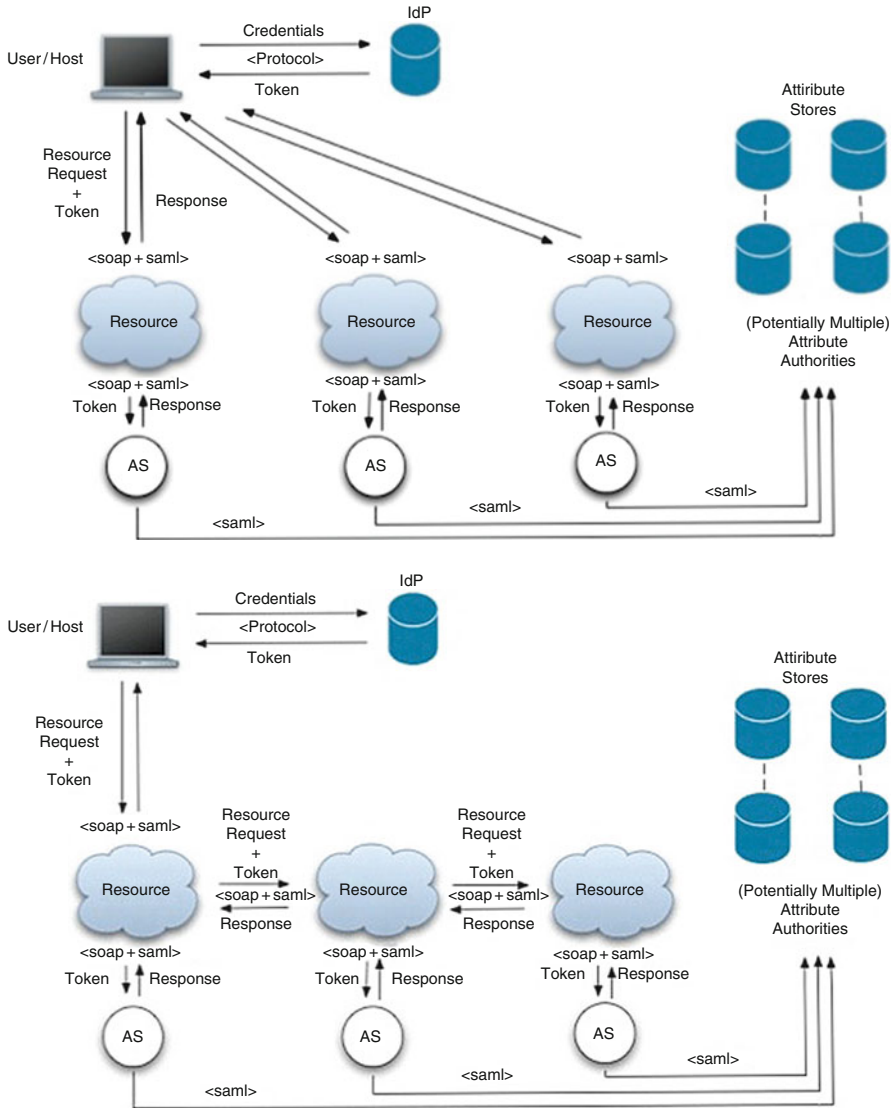 IdP
Credentials
User/Host
<Protocol>
Token
Attiribute
Stores
Resource
Request
+
Token
Response
<soap+saml>
<soap+saml>
<soap+saml>
Resource
Resource
Resource
(Potentially Multiple)
Attribute
Authorities
<soap+saml>
<soap+saml>
<soap+saml>
Token
Response
Token
Response
Token
Response
AS
AS
AS
<saml>
<saml>
<saml>
IdP
Credentials
User/Host
<Protocol>
Token
Attiribute
Stores
Resource
Request
+
Token
<soap+saml>
Resource
Request
+
Token
<soap+saml>
Response
Resource
Request
+
Token
<soap+saml>
Response
Resource
Resource
Resource
(Potentially Multiple)
Attribute
Authorities
<soap+saml>
<soap+saml>
<soap+saml>
Token
Response
Token
Response
Token
Response
AS
AS
AS
<saml>
<saml>
<saml>